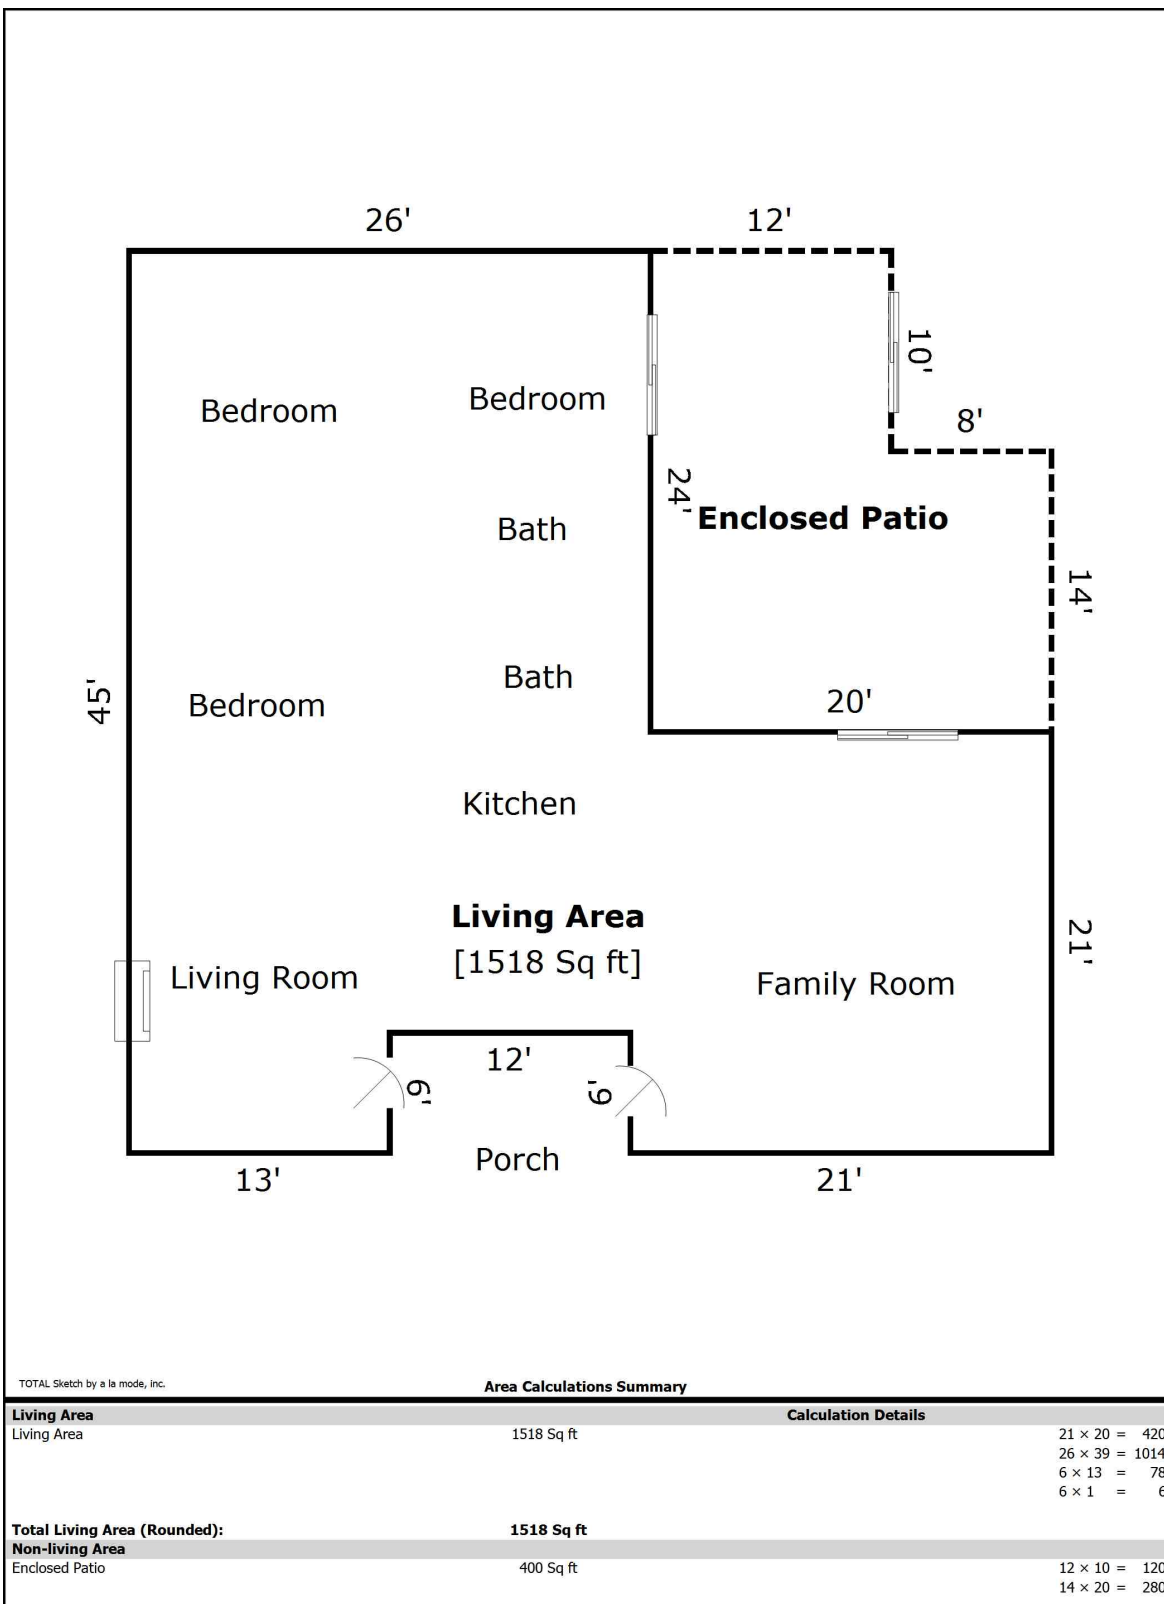 26'
12'
10'
8'
Bedroom
Bedroom
24'
Enclosed Patio
Bath
14'
Bath
45'
Bedroom
20'
Kitchen
Living Area
[1518 Sq ft]
21'
Living Room
Family Room
12'
6'
6'
Porch
13'
21'
TOTAL Sketch by a la mode, inc.
Area Calculations Summary
Living Area Calculation Details
Living Area 1518 Sq ft 21 × 20 = 420
26 × 39 = 1014
6 × 13 = 78
6 × 1 = 6
Total Living Area (Rounded): 1518 Sq ft
Non-living Area
Enclosed Patio 400 Sq ft 12 × 10 = 120
14 × 20 = 280